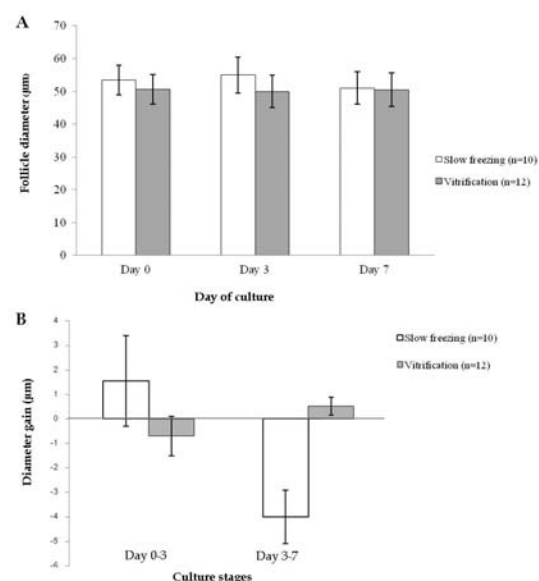 A
70
60
50
40
30
20
10
0
Follicle diameter (µm)
Day 0 Day 3 Day 7
Day of culture
Slow freezing (n=10)
Vitrification (n=12)
B
4
3
2
1
0
-1
-2
-3
-4
-5
-6
Diameter gain (µm)
Day 0-3 Day 3-7
Culture stages
Slow freezing (n=10)
Vitrification (n=12)